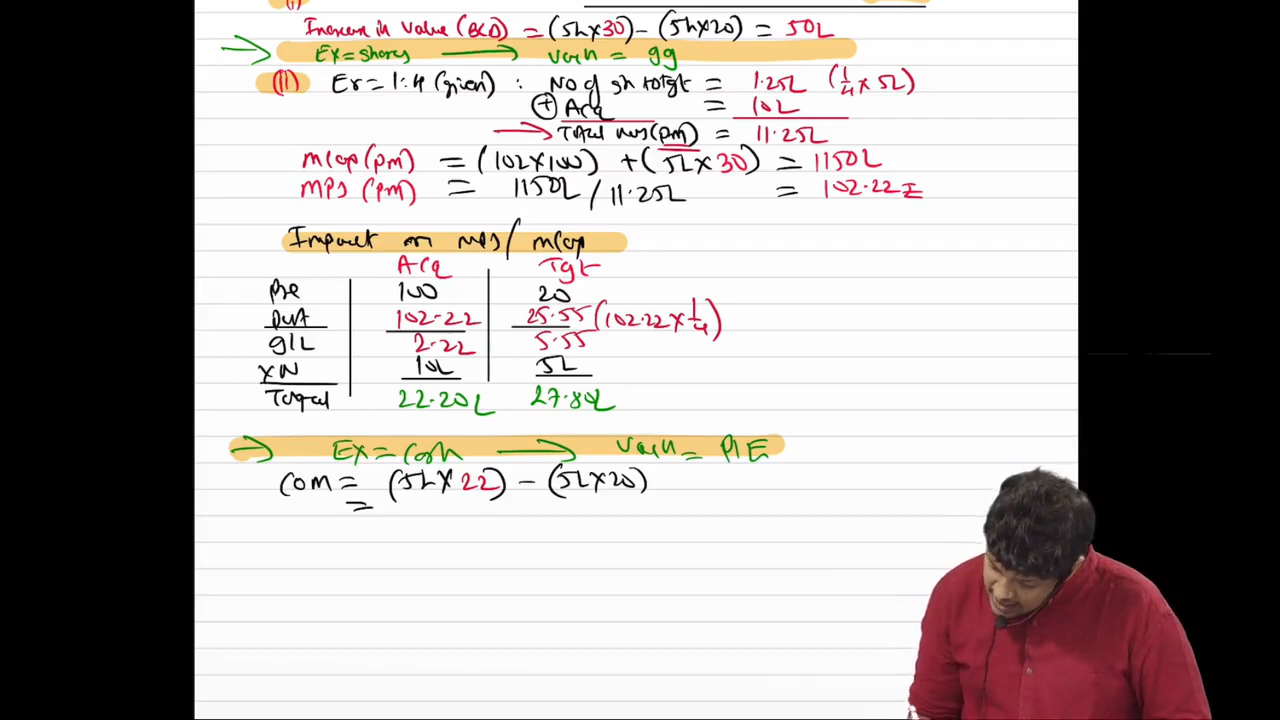 (i)
Increase in Value (B&D) = (5L×30) - (5L×20) = 50L
Ex = shares → Valn = gg
(ii) Er = 1:4 (given) : No of sh to tgt = 1.25L (1/4 × 5L)
(+) Acq = 10L
→ Total nos (pm) = 11.25L
mcap (pm) = (10L×100) + (5L×30) = 1150L
MPS (pm) = 1150L / 11.25L = 102.22
Impact on MPS / mcap
Acq Tgt
Pre 100 20
Post 102.22 25.55 (102.22 × 1/4)
g/L 2.22 5.55
×N 10L 5L
Total 22.20L 27.80L
→ Ex = Cash → Valn = P/E
Com = (5L×22) - (5L×20)
=